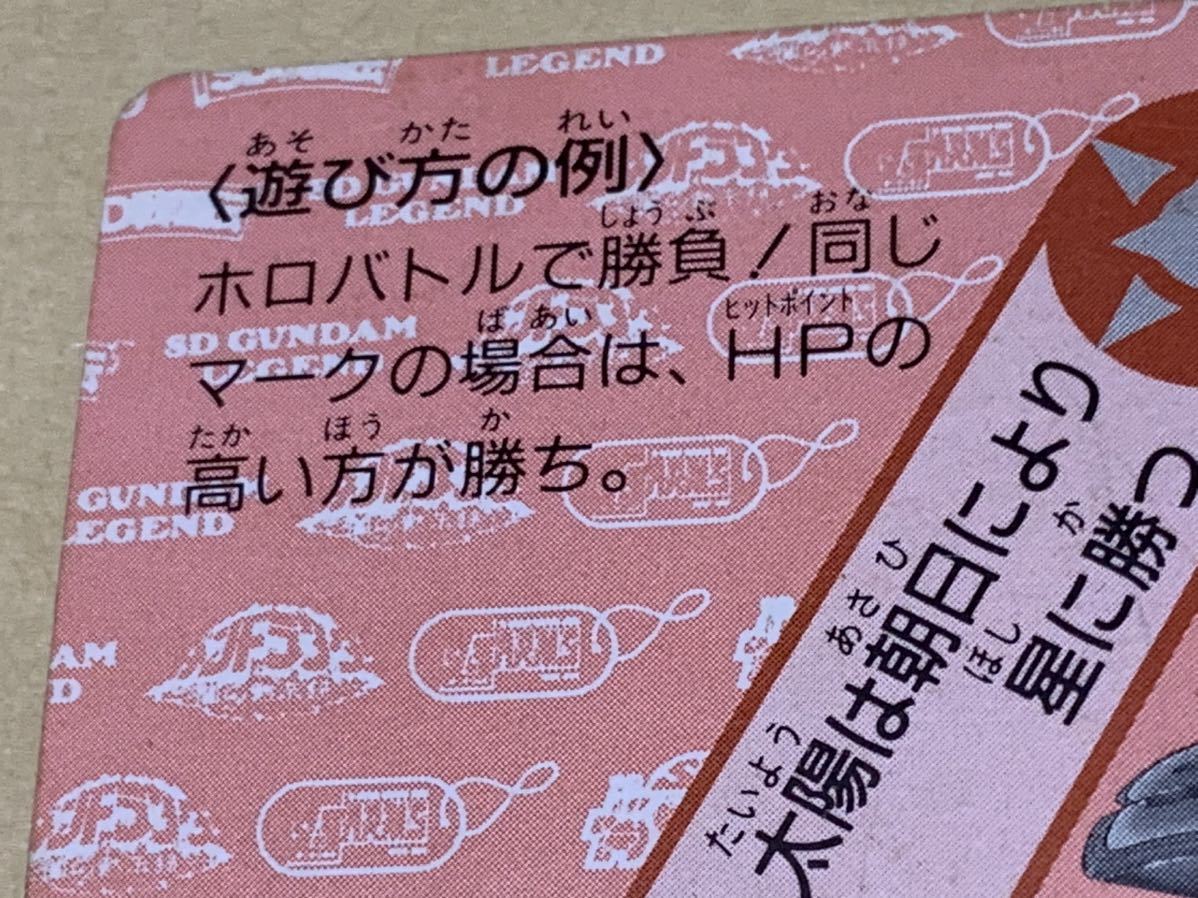 〈遊び方の例〉
ホロバトルで勝負！同じ
マークの場合は、HPの
高い方が勝ち。
太陽は朝日により
星に勝つ
LEGEND
LEGEND
SD GUNDAM
LEGEND